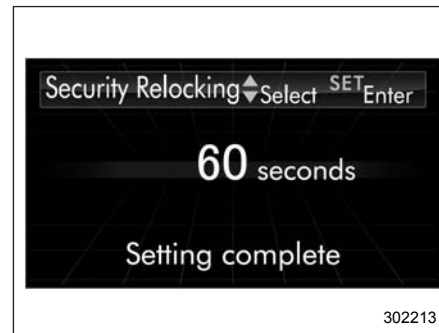 Security Relocking Select SET Enter
60 seconds
Setting complete
302213